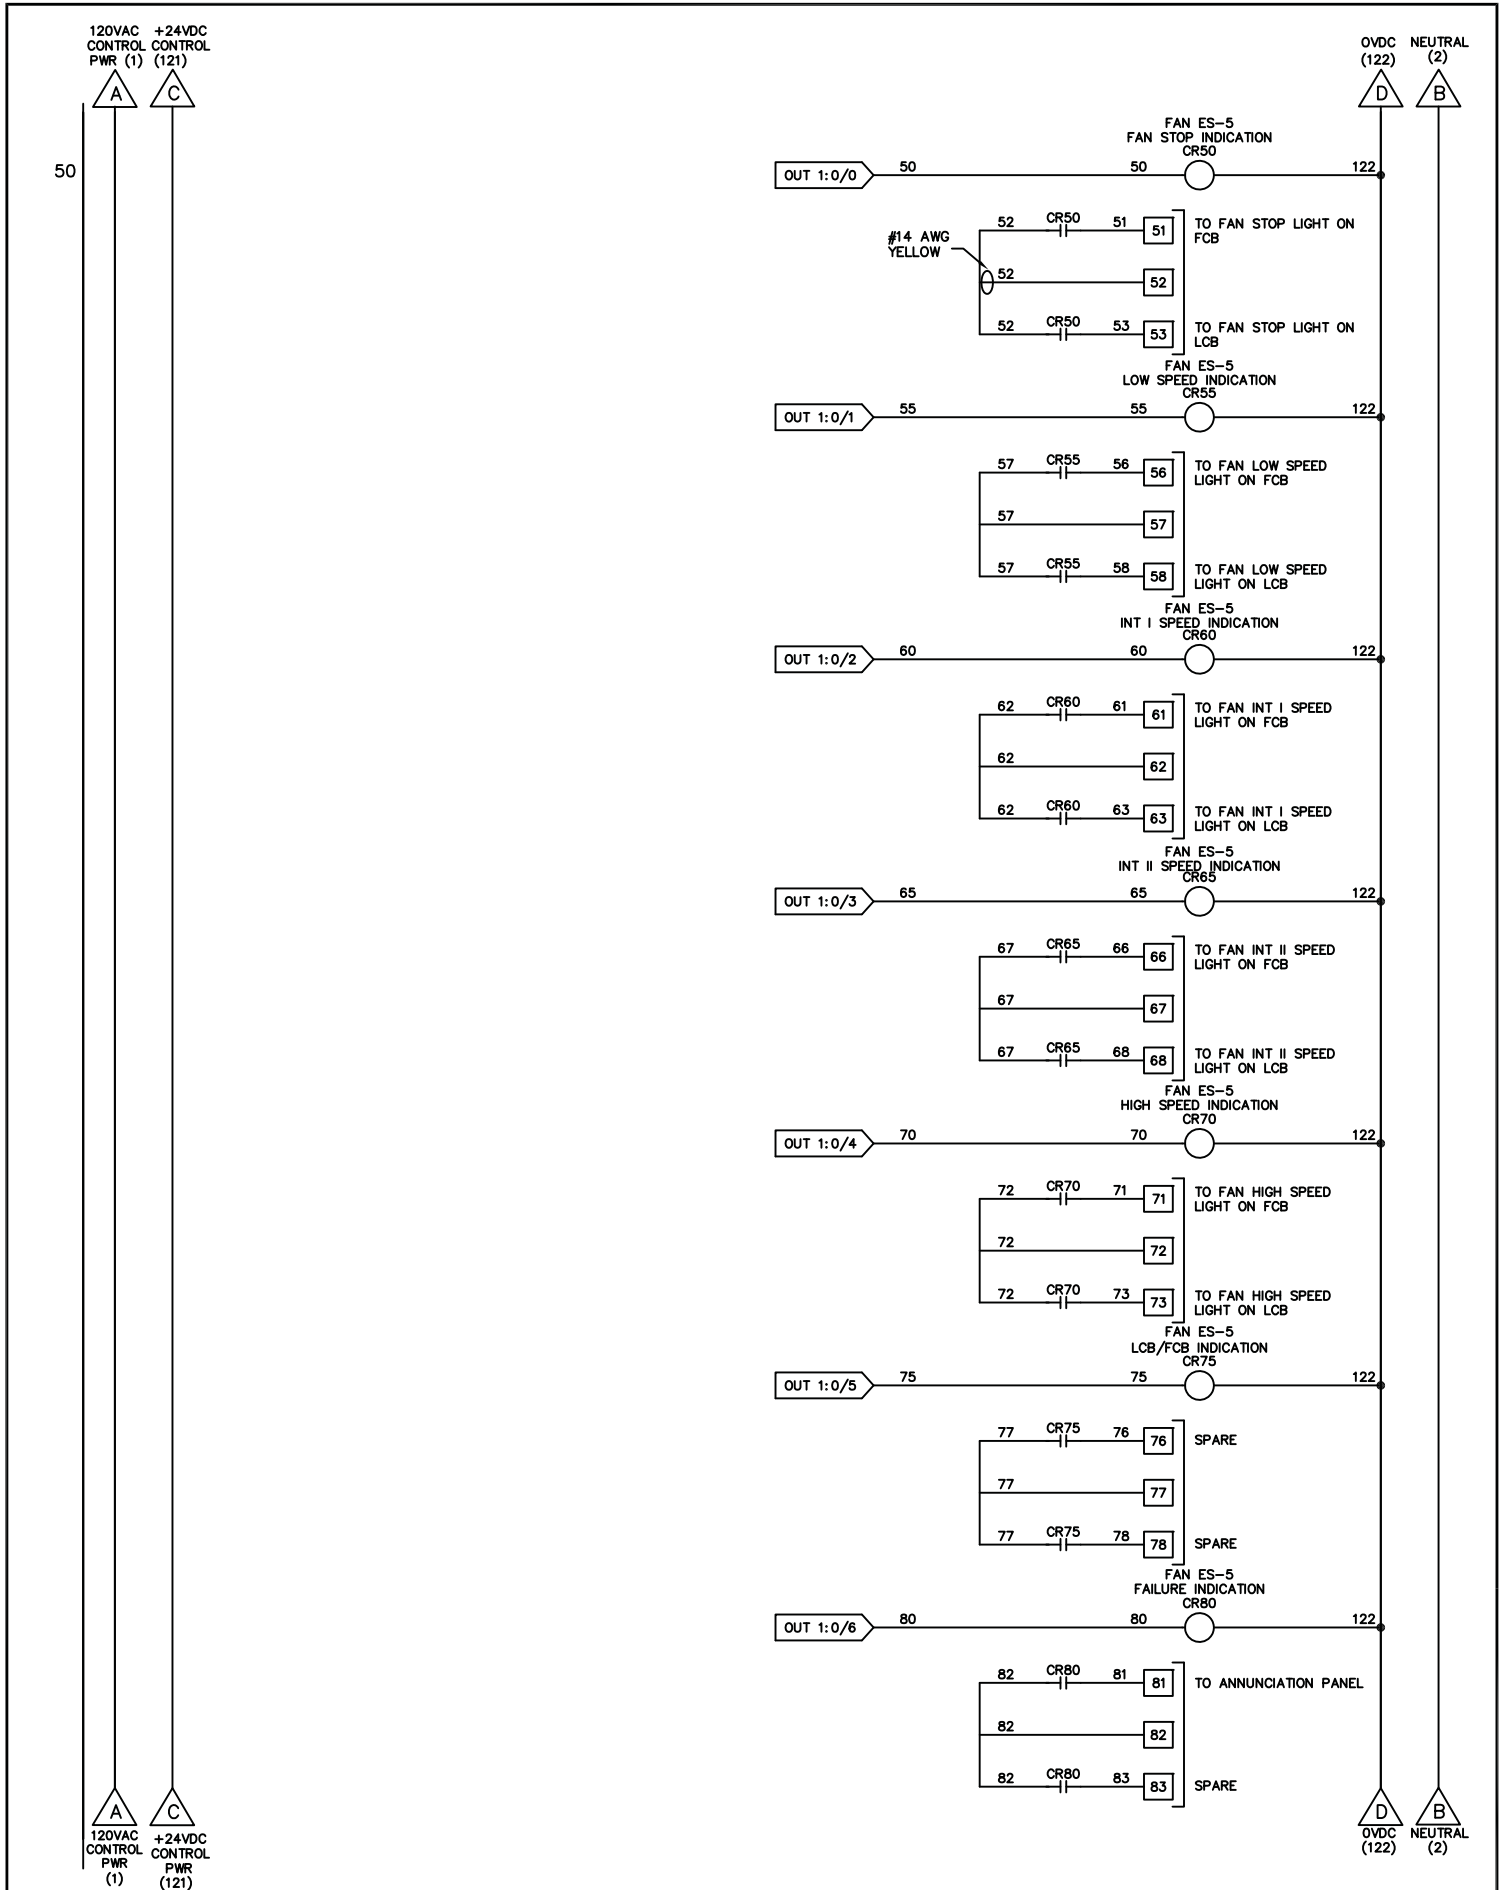 120VAC
CONTROL
PWR (1)
+24VDC
CONTROL
(121)
0VDC
(122)
NEUTRAL
(2)
A
C
D
B
50
FAN ES-5
FAN STOP INDICATION
CR50
OUT 1:0/0
50
50
122
52
CR50
51
51
TO FAN STOP LIGHT ON
FCB
#14 AWG
YELLOW
52
52
52
CR50
53
53
TO FAN STOP LIGHT ON
LCB
FAN ES-5
LOW SPEED INDICATION
CR55
OUT 1:0/1
55
55
122
57
CR55
56
56
TO FAN LOW SPEED
LIGHT ON FCB
57
57
57
CR55
58
58
TO FAN LOW SPEED
LIGHT ON LCB
FAN ES-5
INT I SPEED INDICATION
CR60
OUT 1:0/2
60
60
122
62
CR60
61
61
TO FAN INT I SPEED
LIGHT ON FCB
62
62
62
CR60
63
63
TO FAN INT I SPEED
LIGHT ON LCB
FAN ES-5
INT II SPEED INDICATION
CR65
OUT 1:0/3
65
65
122
67
CR65
66
66
TO FAN INT II SPEED
LIGHT ON FCB
67
67
67
CR65
68
68
TO FAN INT II SPEED
LIGHT ON LCB
FAN ES-5
HIGH SPEED INDICATION
CR70
OUT 1:0/4
70
70
122
72
CR70
71
71
TO FAN HIGH SPEED
LIGHT ON FCB
72
72
72
CR70
73
73
TO FAN HIGH SPEED
LIGHT ON LCB
FAN ES-5
LCB/FCB INDICATION
CR75
OUT 1:0/5
75
75
122
77
CR75
76
76
SPARE
77
77
77
CR75
78
78
SPARE
FAN ES-5
FAILURE INDICATION
CR80
OUT 1:0/6
80
80
122
82
CR80
81
81
TO ANNUNCIATION PANEL
82
82
82
CR80
83
83
SPARE
A
C
D
B
120VAC
CONTROL
PWR
(1)
+24VDC
CONTROL
PWR
(121)
0VDC
(122)
NEUTRAL
(2)